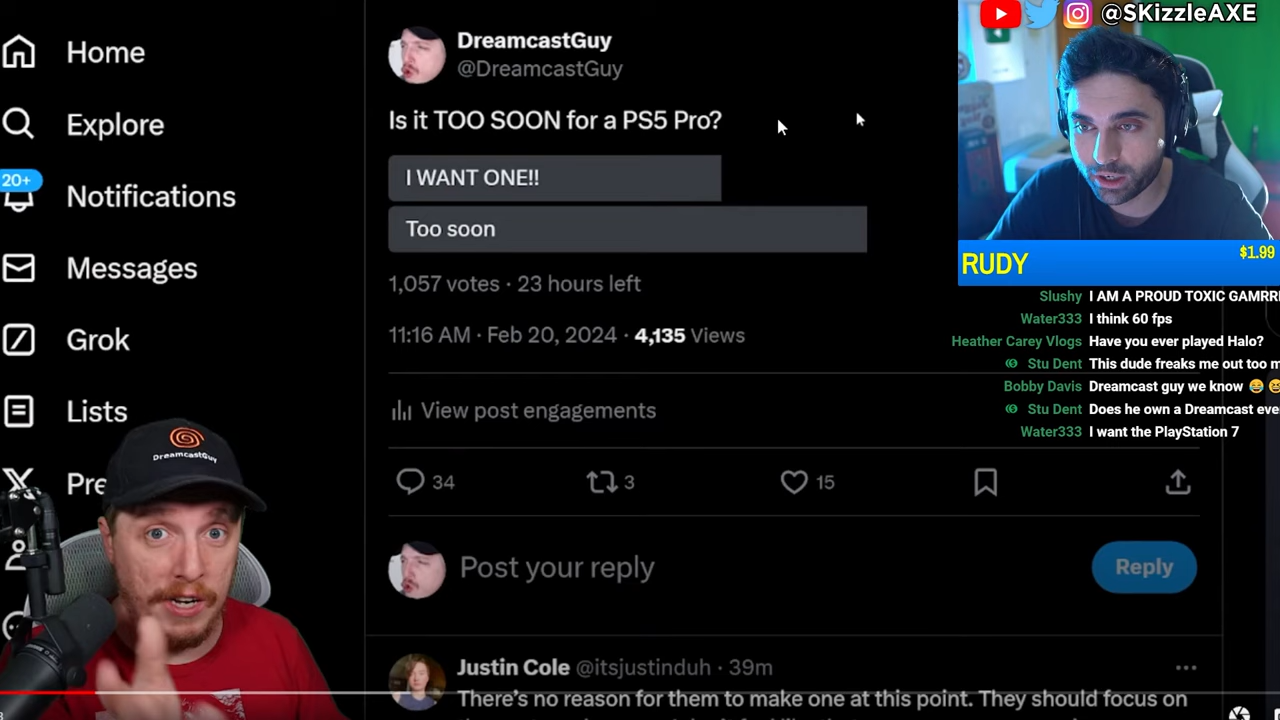 Home
Explore
20+
Notifications
Messages
Grok
Lists
Pre
DreamcastGuy
DreamcastGuy
@DreamcastGuy
Is it TOO SOON for a PS5 Pro?
I WANT ONE!!
Too soon
1,057 votes · 23 hours left
11:16 AM · Feb 20, 2024 · 4,135 Views
View post engagements
34
3
15
Post your reply
Reply
Justin Cole @itsjustinduh · 39m
There's no reason for them to make one at this point. They should focus on
@SKizzleAXE
RUDY
$1.99
Slushy I AM A PROUD TOXIC GAMRR
Water333 I think 60 fps
Heather Carey Vlogs Have you ever played Halo?
Stu Dent This dude freaks me out too m
Bobby Davis Dreamcast guy we know 😂
Stu Dent Does he own a Dreamcast eve
Water333 I want the PlayStation 7